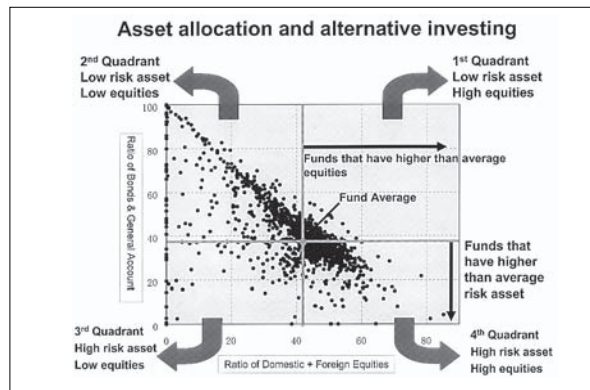 Asset allocation and alternative investing
2nd Quadrant
Low risk asset
Low equities
1st Quadrant
Low risk asset
High equities
Ratio of Bonds & General Account
100
80
60
40
20
0
Funds that have higher than average
equities
Fund Average
Funds that
have higher
than average
risk asset
0
20
40
60
80
Ratio of Domestic + Foreign Equities
3rd Quadrant
High risk asset
Low equities
4th Quadrant
High risk asset
High equities